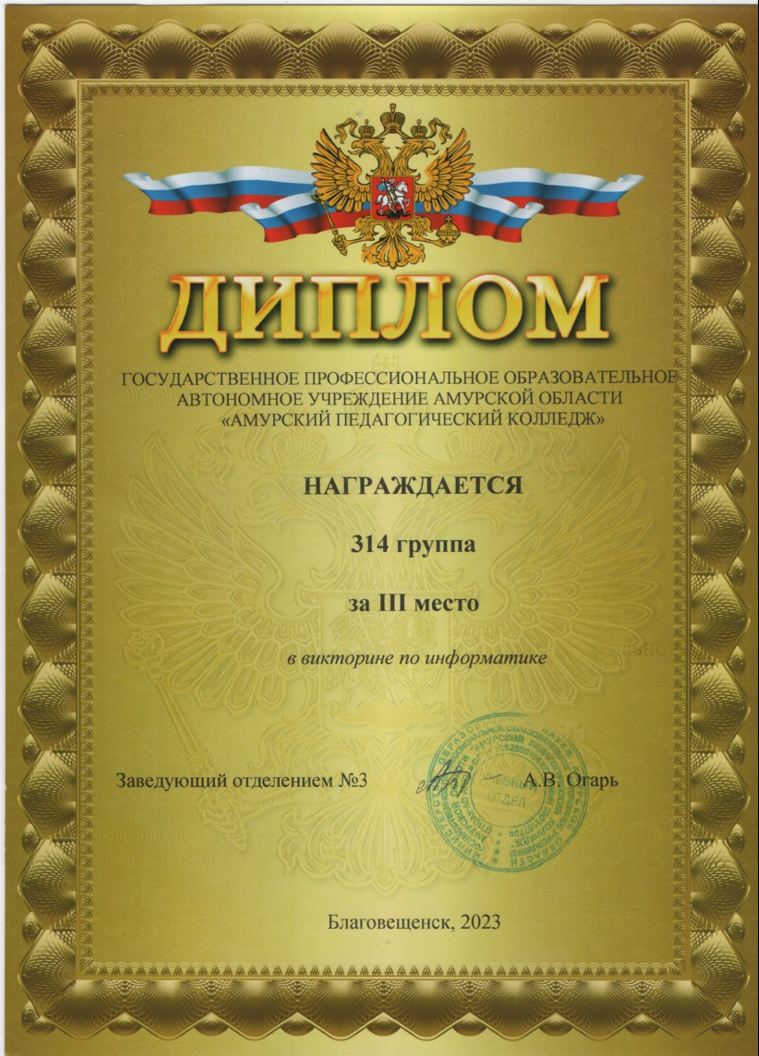 ДИПЛОМ
ГОСУДАРСТВЕННОЕ ПРОФЕССИОНАЛЬНОЕ ОБРАЗОВАТЕЛЬНОЕ
АВТОНОМНОЕ УЧРЕЖДЕНИЕ АМУРСКОЙ ОБЛАСТИ
«АМУРСКИЙ ПЕДАГОГИЧЕСКИЙ КОЛЛЕДЖ»
НАГРАЖДАЕТСЯ
314 группа
за III место
в викторине по информатике
Заведующий отделением №3 А.В. Огарь
ОТДЕЛ
Благовещенск, 2023